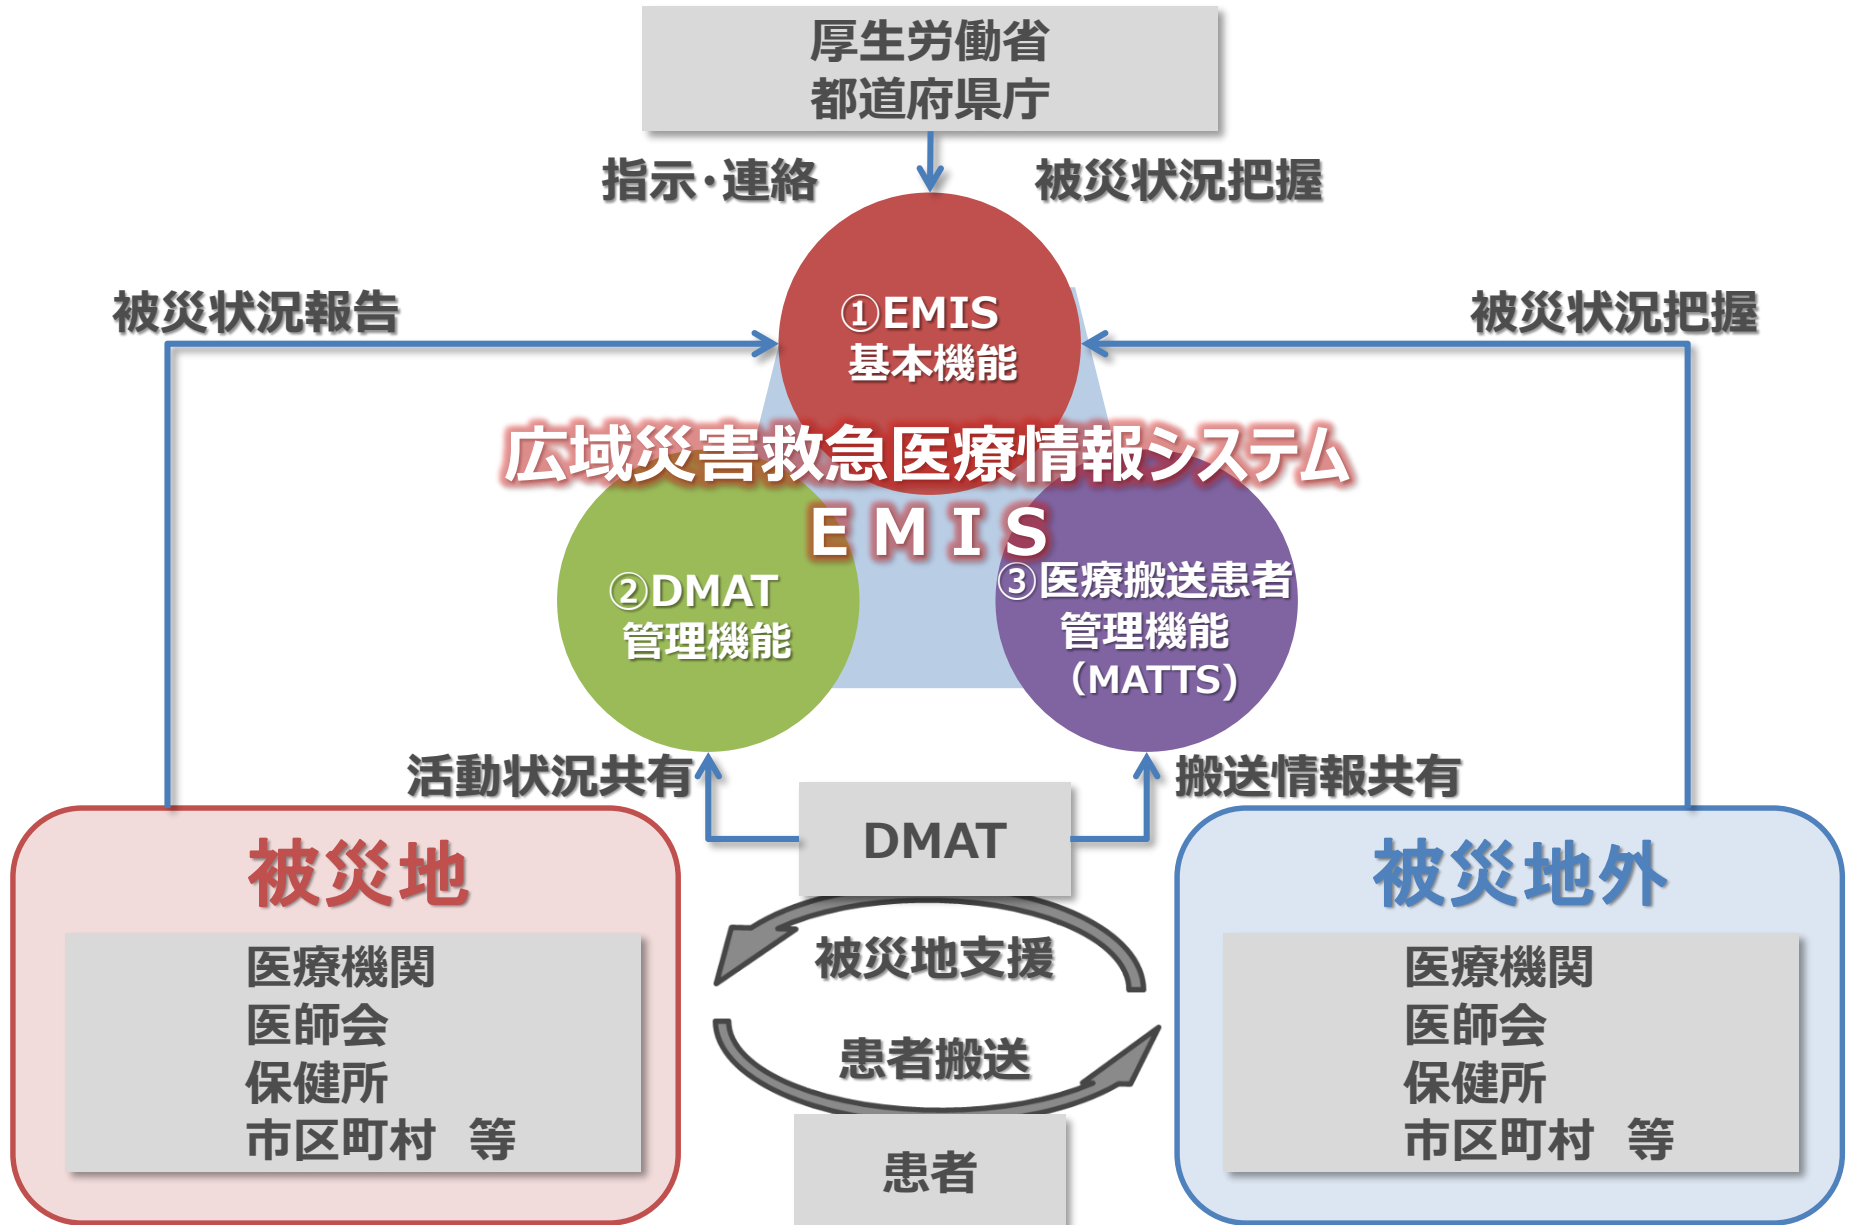 厚生労働省
都道府県庁
指示・連絡
被災状況把握
被災状況報告
被災状況把握
①EMIS
基本機能
広域災害救急医療情報システム
ＥＭＩＳ
②DMAT
管理機能
③医療搬送患者
管理機能
（MATTS）
活動状況共有
搬送情報共有
DMAT
被災地
医療機関
医師会
保健所
市区町村　等
被災地支援
患者搬送
患者
被災地外
医療機関
医師会
保健所
市区町村　等